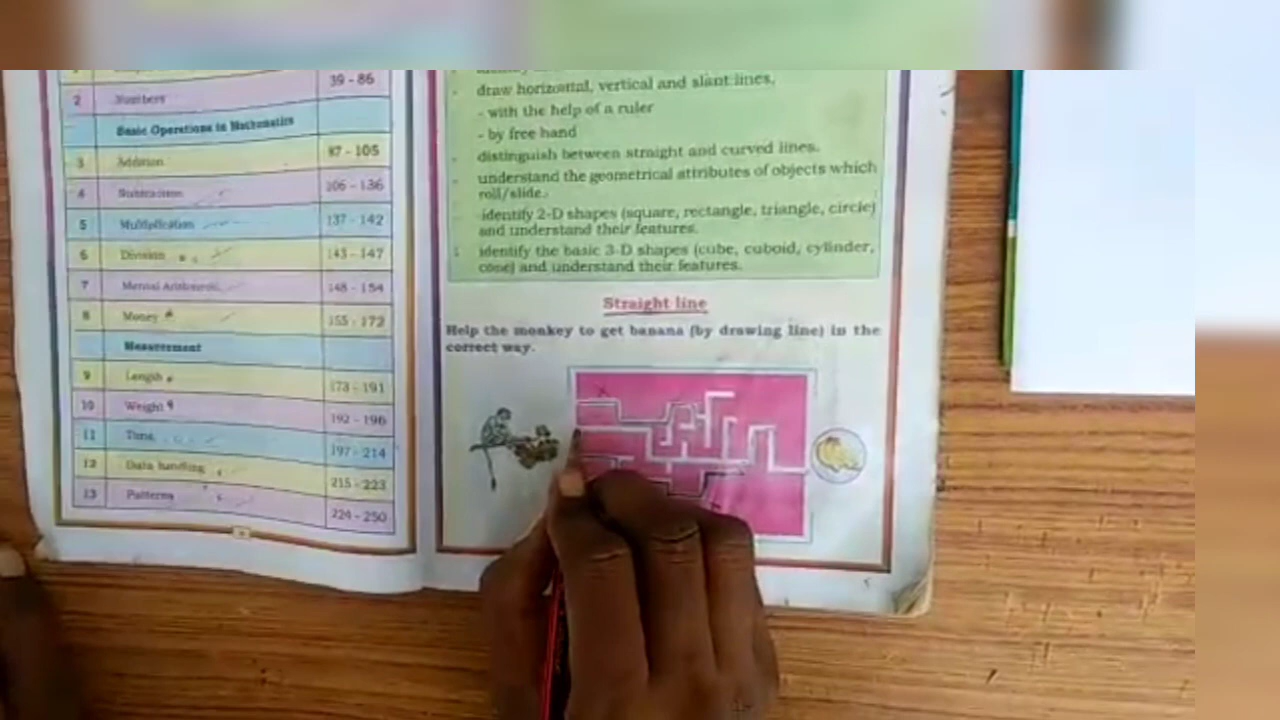 39 - 86
2 Numbers
Basic Operations in Mathematics
3 Addition 87 - 105
4 Subtraction 106 - 136
5 Multiplication 137 - 142
6 Division 143 - 147
7 Mental Arithmetic 148 - 154
8 Money 155 - 172
Measurement
9 Length 173 - 191
10 Weight 192 - 196
11 Time 197 - 214
12 Data handling 215 - 223
13 Patterns 224 - 250
draw horizontal, vertical and slant lines.
- with the help of a ruler
- by free hand
distinguish between straight and curved lines.
understand the geometrical attributes of objects which
roll/slide.
identify 2-D shapes (square, rectangle, triangle, circle)
and understand their features.
identify the basic 3-D shapes (cube, cuboid, cylinder,
cone) and understand their features.
Straight line
Help the monkey to get banana (by drawing line) in the
correct way.